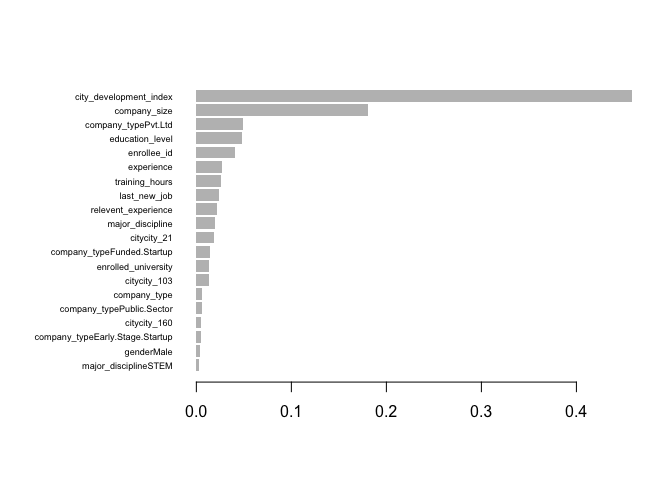 city_development_index
company_size
company_typePvt.Ltd
education_level
enrollee_id
experience
training_hours
last_new_job
relevent_experience
major_discipline
citycity_21
company_typeFunded.Startup
enrolled_university
citycity_103
company_type
company_typePublic.Sector
citycity_160
company_typeEarly.Stage.Startup
genderMale
major_disciplineSTEM
0.0 0.1 0.2 0.3 0.4